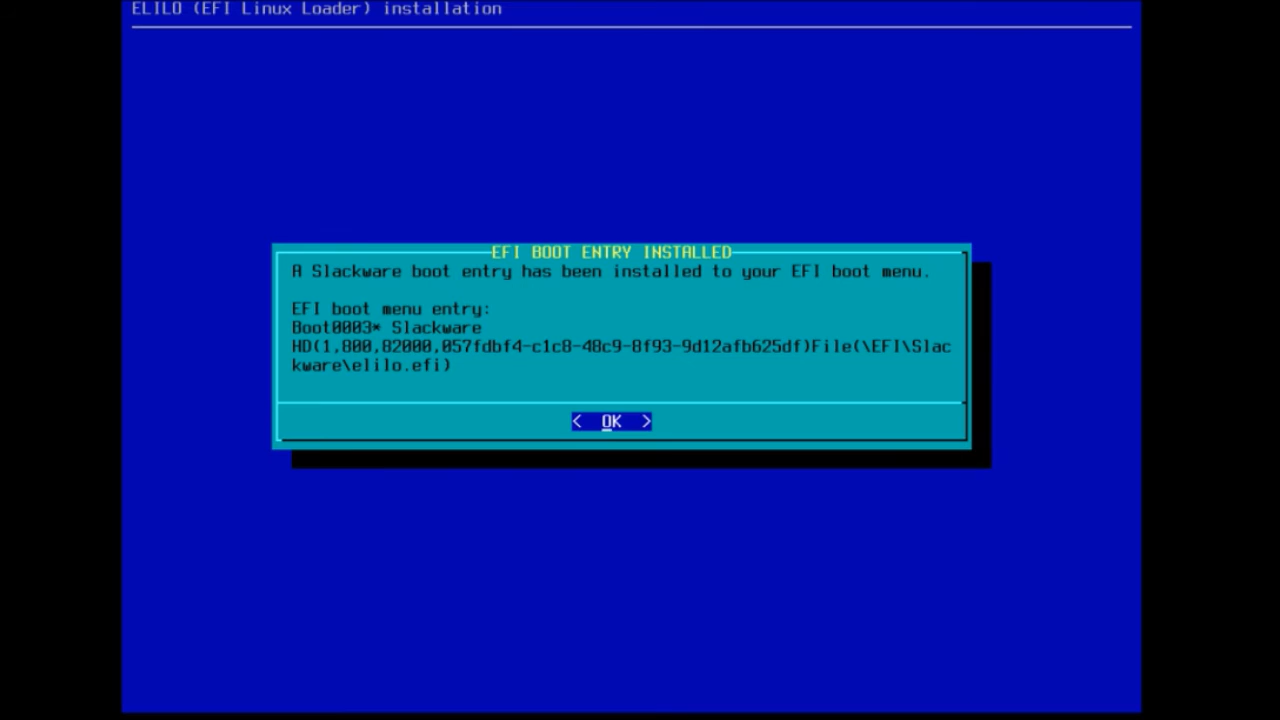 ELILO (EFI Linux Loader) installation
EFI BOOT ENTRY INSTALLED
A Slackware boot entry has been installed to your EFI boot menu.
EFI boot menu entry:
Boot0003* Slackware
HD(1,800,82000,057fdbf4-c1c8-48c9-8f93-9d12afb625df)File(\EFI\Slac
kware\elilo.efi)
< OK >